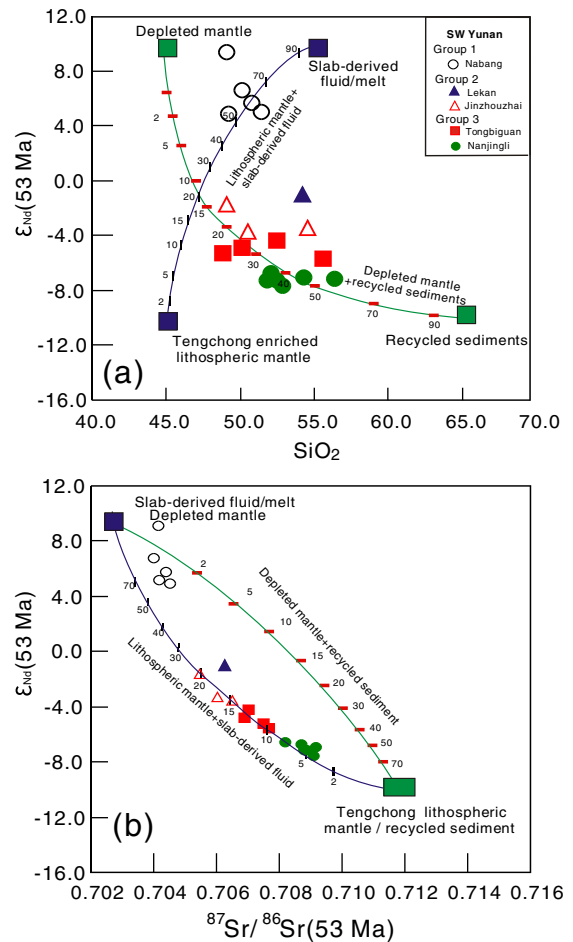 (a)
εNd(53 Ma)
12.0
8.0
4.0
0.0
-4.0
-8.0
-12.0
-16.0
Depleted mantle
Slab-derived
fluid/melt
SW Yunan
Group 1
Nabang
Group 2
Lekan
Jinzhouzhai
Group 3
Tongbiguan
Nanjingli
90
70
50
40
30
20
15
10
5
2
Lithospheric mantle+
slab-derived fluid
2
5
10
15
20
30
40
50
70
90
Depleted mantle
+recycled sediments
Recycled sediments
Tengchong enriched
lithospheric mantle
40.0 45.0 50.0 55.0 60.0 65.0 70.0
SiO2
εNd(53 Ma)
12.0
8.0
4.0
0.0
-4.0
-8.0
-12.0
-16.0
Slab-derived fluid/melt
Depleted mantle
2
5
10
15
20
30
40
50
70
Depleted mantle+recycled sediment
70
50
40
30
20
15
10
5
2
Lithospheric mantle+slab-derived fluid
Tengchong lithospheric
mantle / recycled sediment
(b)
0.702 0.704 0.706 0.708 0.710 0.712 0.714 0.716
87Sr/ 86Sr(53 Ma)